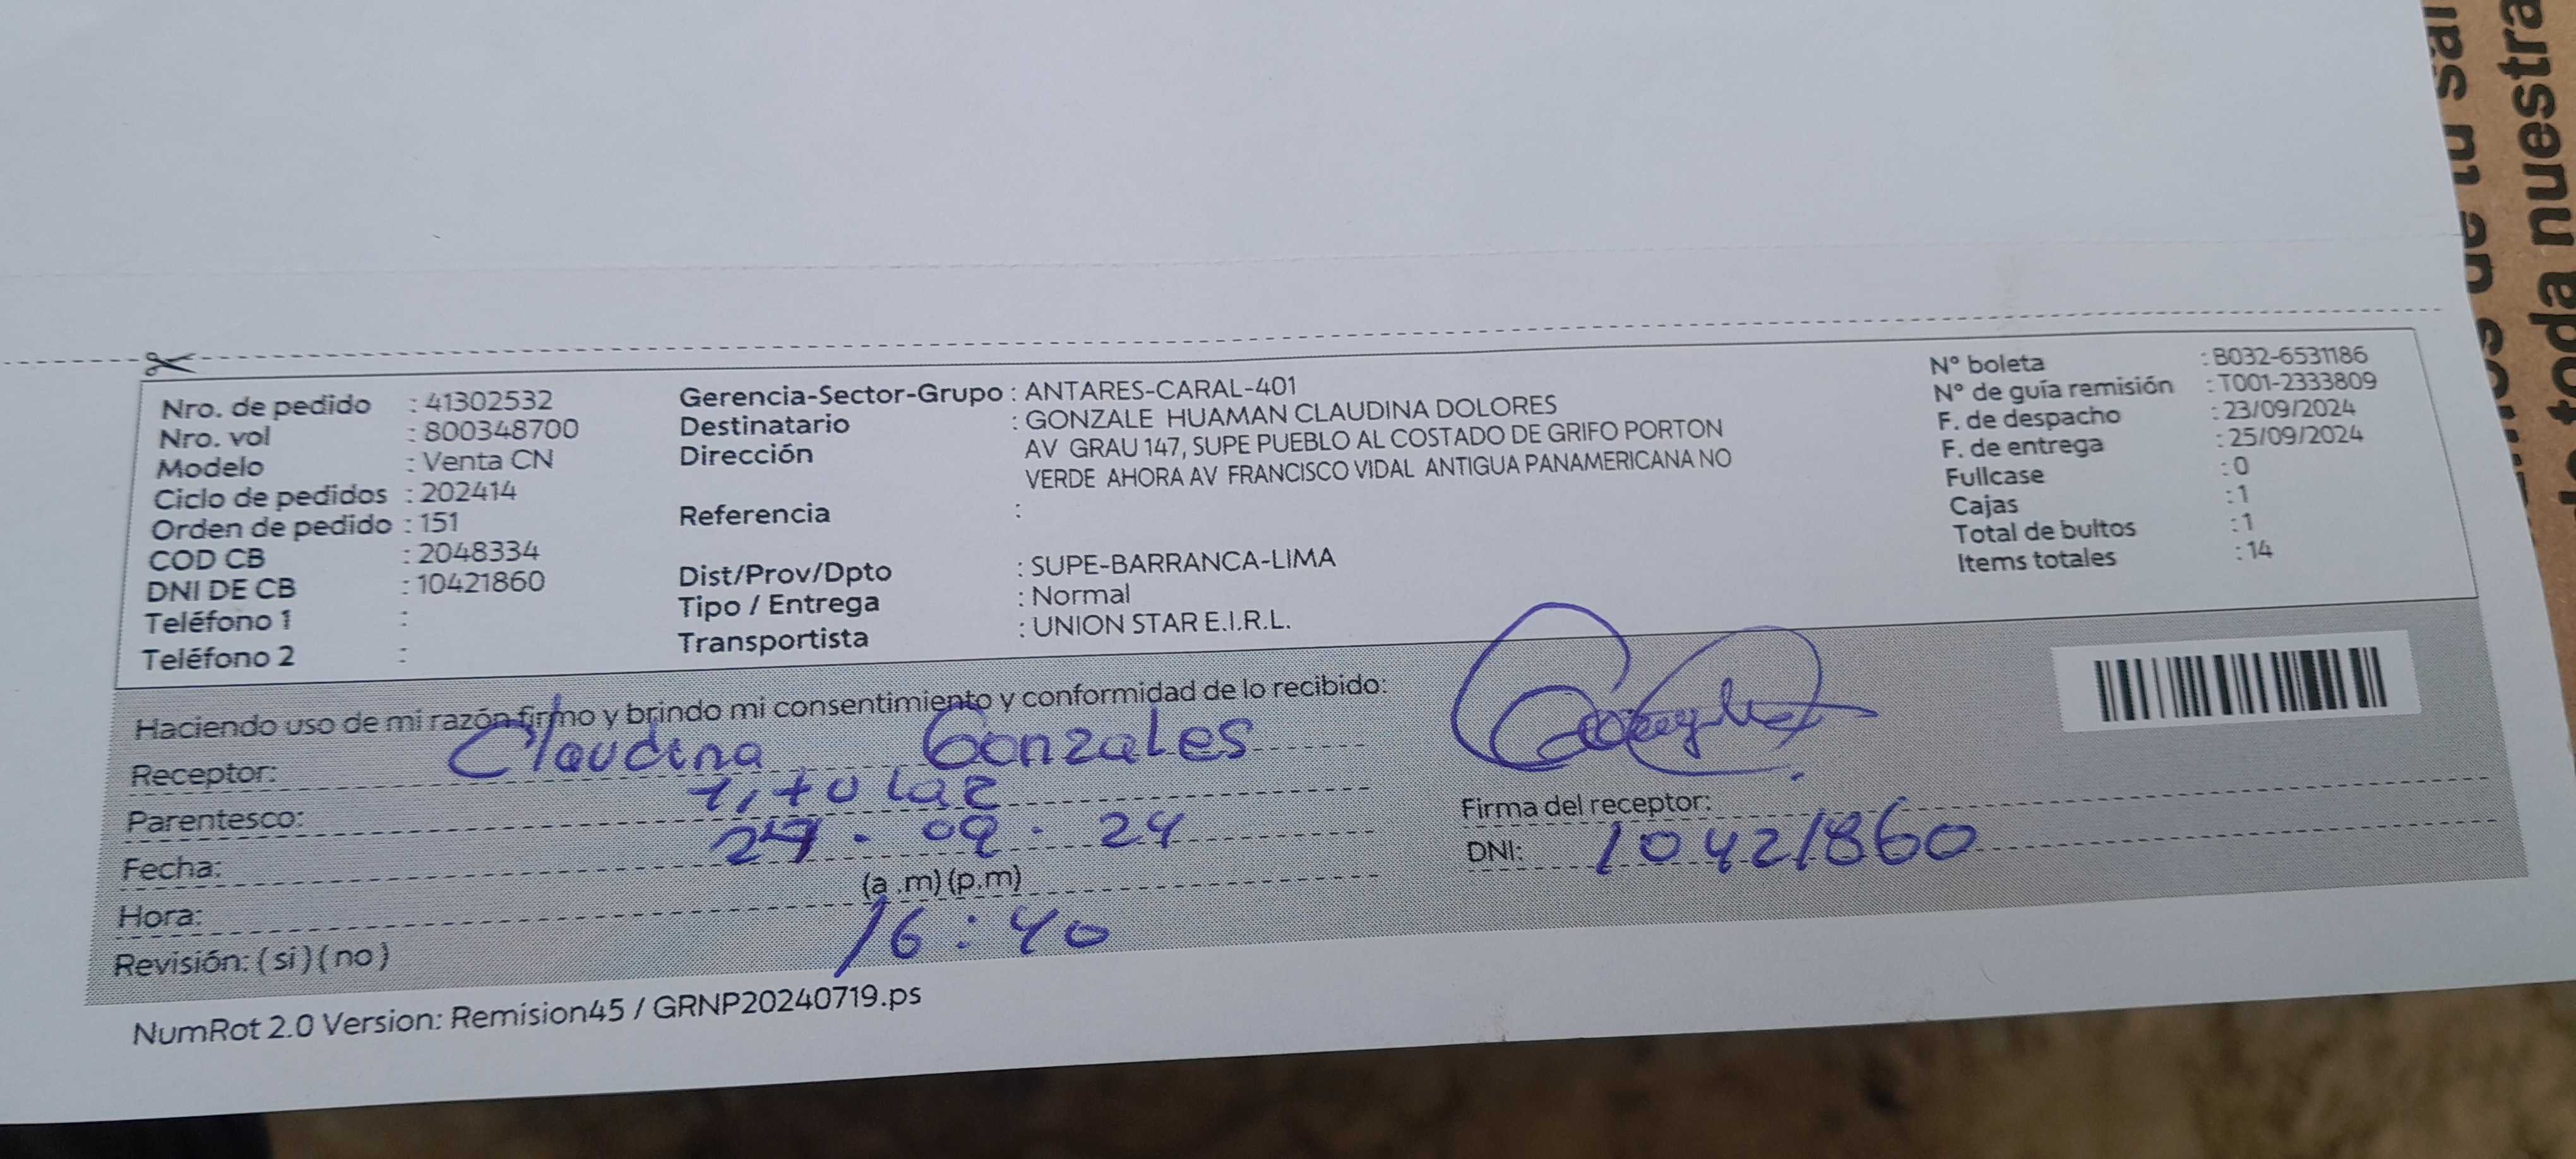 Nro. de pedido : 41302532
Nro. vol : 800348700
Modelo : Venta CN
Ciclo de pedidos : 202414
Orden de pedido : 151
COD CB : 2048334
DNI DE CB : 10421860
Teléfono 1 :
Teléfono 2 :
Gerencia-Sector-Grupo : ANTARES-CARAL-401
Destinatario : GONZALE HUAMAN CLAUDINA DOLORES
Dirección AV GRAU 147, SUPE PUEBLO AL COSTADO DE GRIFO PORTON
VERDE AHORA AV FRANCISCO VIDAL ANTIGUA PANAMERICANA NO
Referencia :
Dist/Prov/Dpto : SUPE-BARRANCA-LIMA
Tipo / Entrega : Normal
Transportista : UNION STAR E.I.R.L.
N° boleta : B032-6531186
N° de guía remisión : T001-2333809
F. de despacho : 23/09/2024
F. de entrega : 25/09/2024
Fullcase : 0
Cajas : 1
Total de bultos : 1
Items totales : 14
Haciendo uso de mi razón firmo y brindo mi consentimiento y conformidad de lo recibido:
Receptor: Claudina Gonzales
Parentesco: Titular
Fecha: 09 - 24
Hora: (a .m) (p.m)
16:40
Revisión: ( si ) ( no )
Firma del receptor:
DNI: 10421860
NumRot 2.0 Version: Remision45 / GRNP20240719.ps
de tu sal
toda nuestra